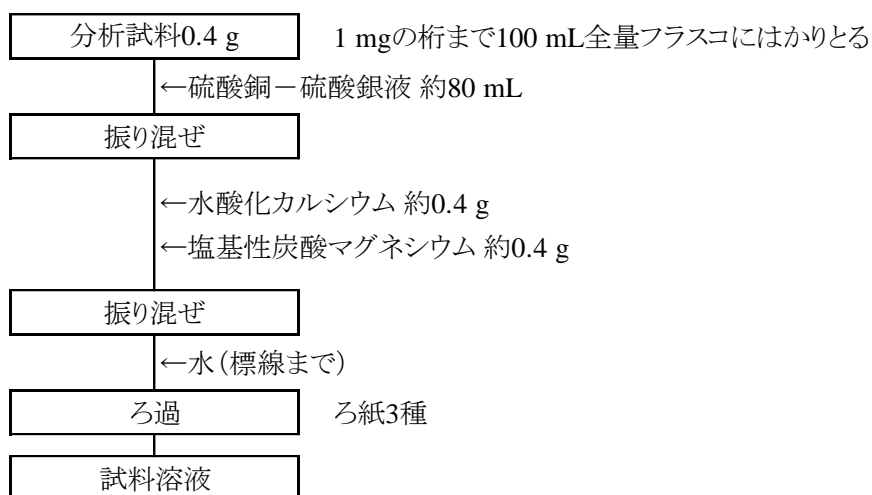 分析試料0.4 g 1 mgの桁まで100 mL全量フラスコにはかりとる
←硫酸銅－硫酸銀液 約80 mL
振り混ぜ
←水酸化カルシウム 約0.4 g
←塩基性炭酸マグネシウム 約0.4 g
振り混ぜ
←水（標線まで）
ろ過 ろ紙3種
試料溶液